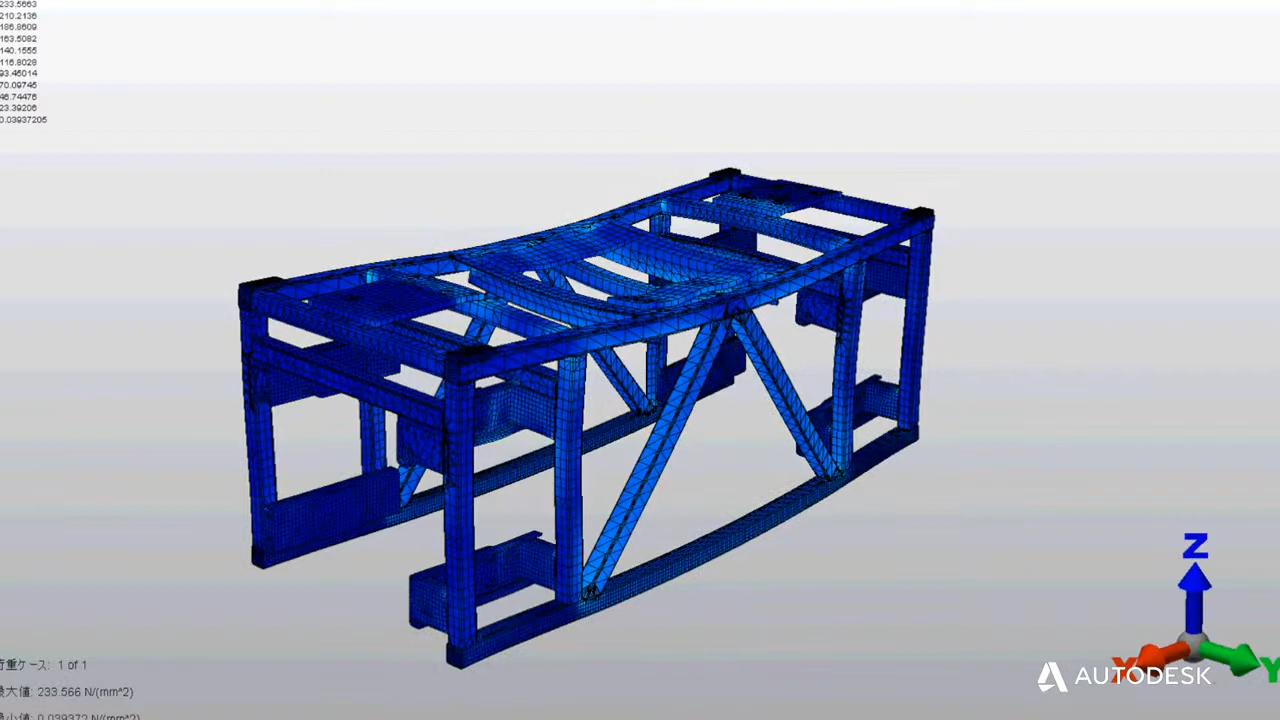 233.5663
210.2136
186.8609
163.5082
140.1555
116.8028
93.45014
70.09745
46.74476
23.39206
0.03937205
荷重ケース: 1 of 1
最大値: 233.566 N/(mm^2)
最小値: 0.039372 N/(mm^2)
Z
X
Y
AUTODESK